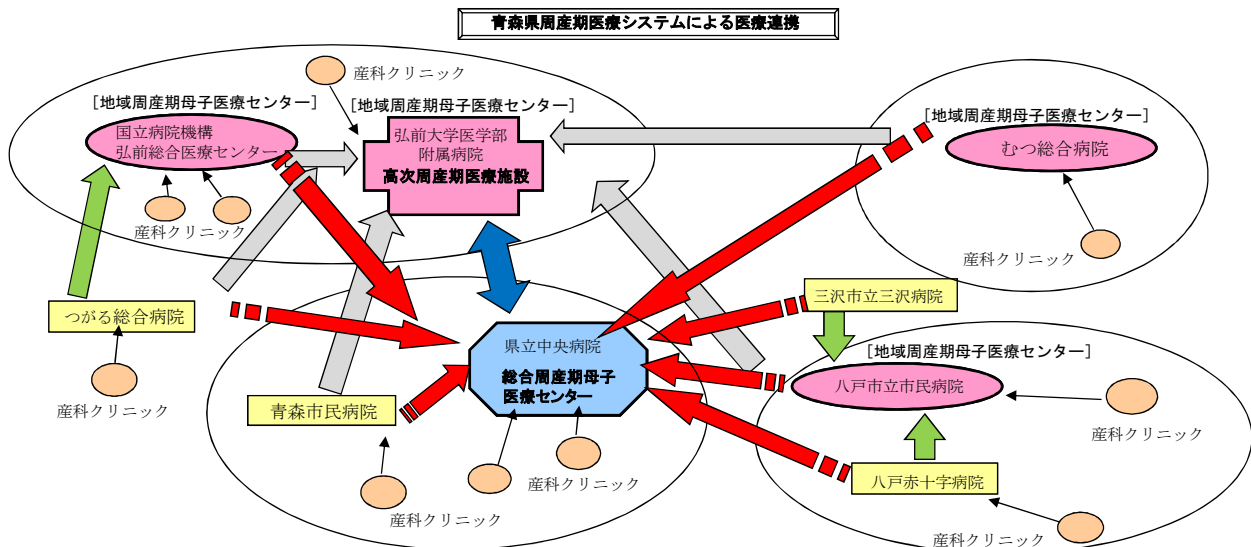 青森県周産期医療システムによる医療連携
産科クリニック
[地域周産期母子医療センター]
国立病院機構
弘前総合医療センター
産科クリニック
[地域周産期母子医療センター]
弘前大学医学部
附属病院
高次周産期医療施設
[地域周産期母子医療センター]
むつ総合病院
産科クリニック
つがる総合病院
産科クリニック
三沢市立三沢病院
県立中央病院
総合周産期母子
医療センター
青森市民病院
産科クリニック
産科クリニック
[地域周産期母子医療センター]
八戸市立市民病院
産科クリニック
八戸赤十字病院
産科クリニック